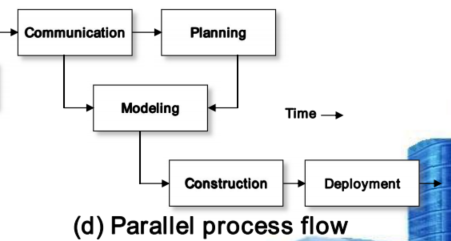 Communication
Planning
Modeling
Time
Construction
Deployment
(d) Parallel process flow